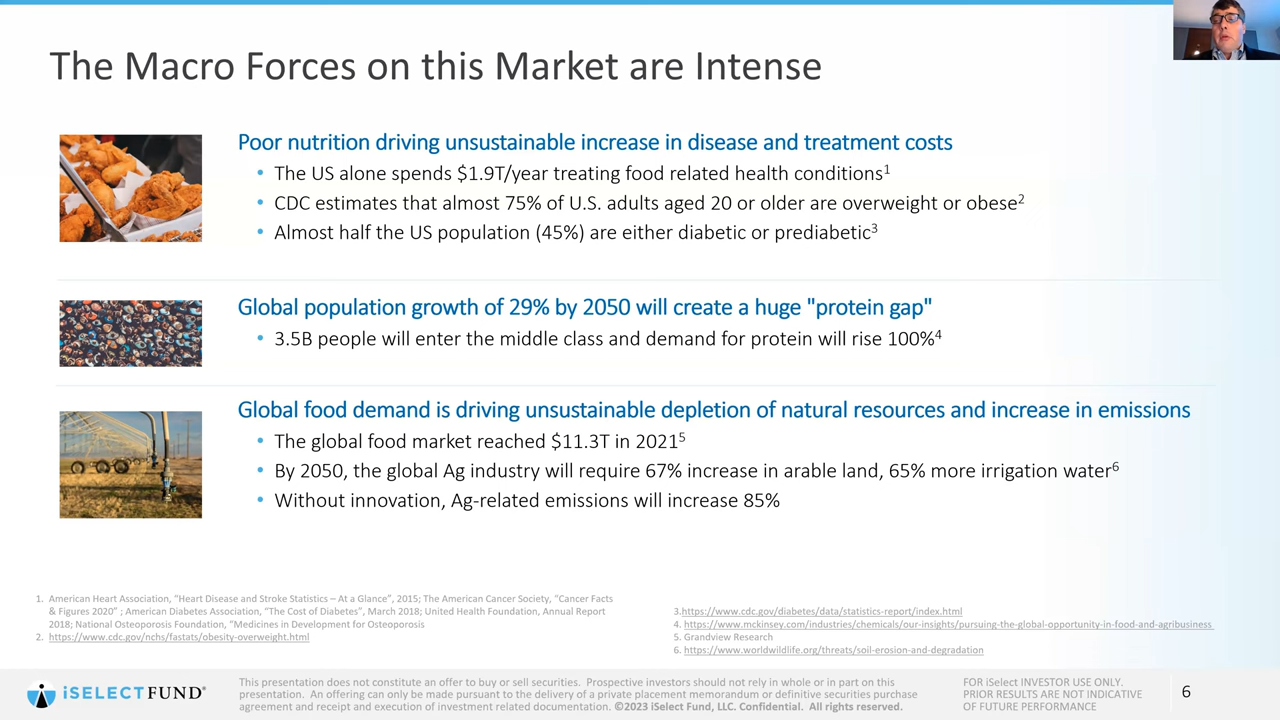 The Macro Forces on this Market are Intense
Poor nutrition driving unsustainable increase in disease and treatment costs
• The US alone spends $1.9T/year treating food related health conditions1
• CDC estimates that almost 75% of U.S. adults aged 20 or older are overweight or obese2
• Almost half the US population (45%) are either diabetic or prediabetic3
Global population growth of 29% by 2050 will create a huge "protein gap"
• 3.5B people will enter the middle class and demand for protein will rise 100%4
Global food demand is driving unsustainable depletion of natural resources and increase in emissions
• The global food market reached $11.3T in 20215
• By 2050, the global Ag industry will require 67% increase in arable land, 65% more irrigation water6
• Without innovation, Ag-related emissions will increase 85%
1. American Heart Association, "Heart Disease and Stroke Statistics – At a Glance", 2015; The American Cancer Society, "Cancer Facts
& Figures 2020" ; American Diabetes Association, "The Cost of Diabetes", March 2018; United Health Foundation, Annual Report
2018; National Osteoporosis Foundation, "Medicines in Development for Osteoporosis
2. https://www.cdc.gov/nchs/fastats/obesity-overweight.html
3.https://www.cdc.gov/diabetes/data/statistics-report/index.html
4. https://www.mckinsey.com/industries/chemicals/our-insights/pursuing-the-global-opportunity-in-food-and-agribusiness
5. Grandview Research
6. https://www.worldwildlife.org/threats/soil-erosion-and-degradation
iSELECTFUND®
This presentation does not constitute an offer to buy or sell securities. Prospective investors should not rely in whole or in part on this
presentation. An offering can only be made pursuant to the delivery of a private placement memorandum or definitive securities purchase
agreement and receipt and execution of investment related documentation. ©2023 iSelect Fund, LLC. Confidential. All rights reserved.
FOR iSelect INVESTOR USE ONLY.
PRIOR RESULTS ARE NOT INDICATIVE
OF FUTURE PERFORMANCE
6